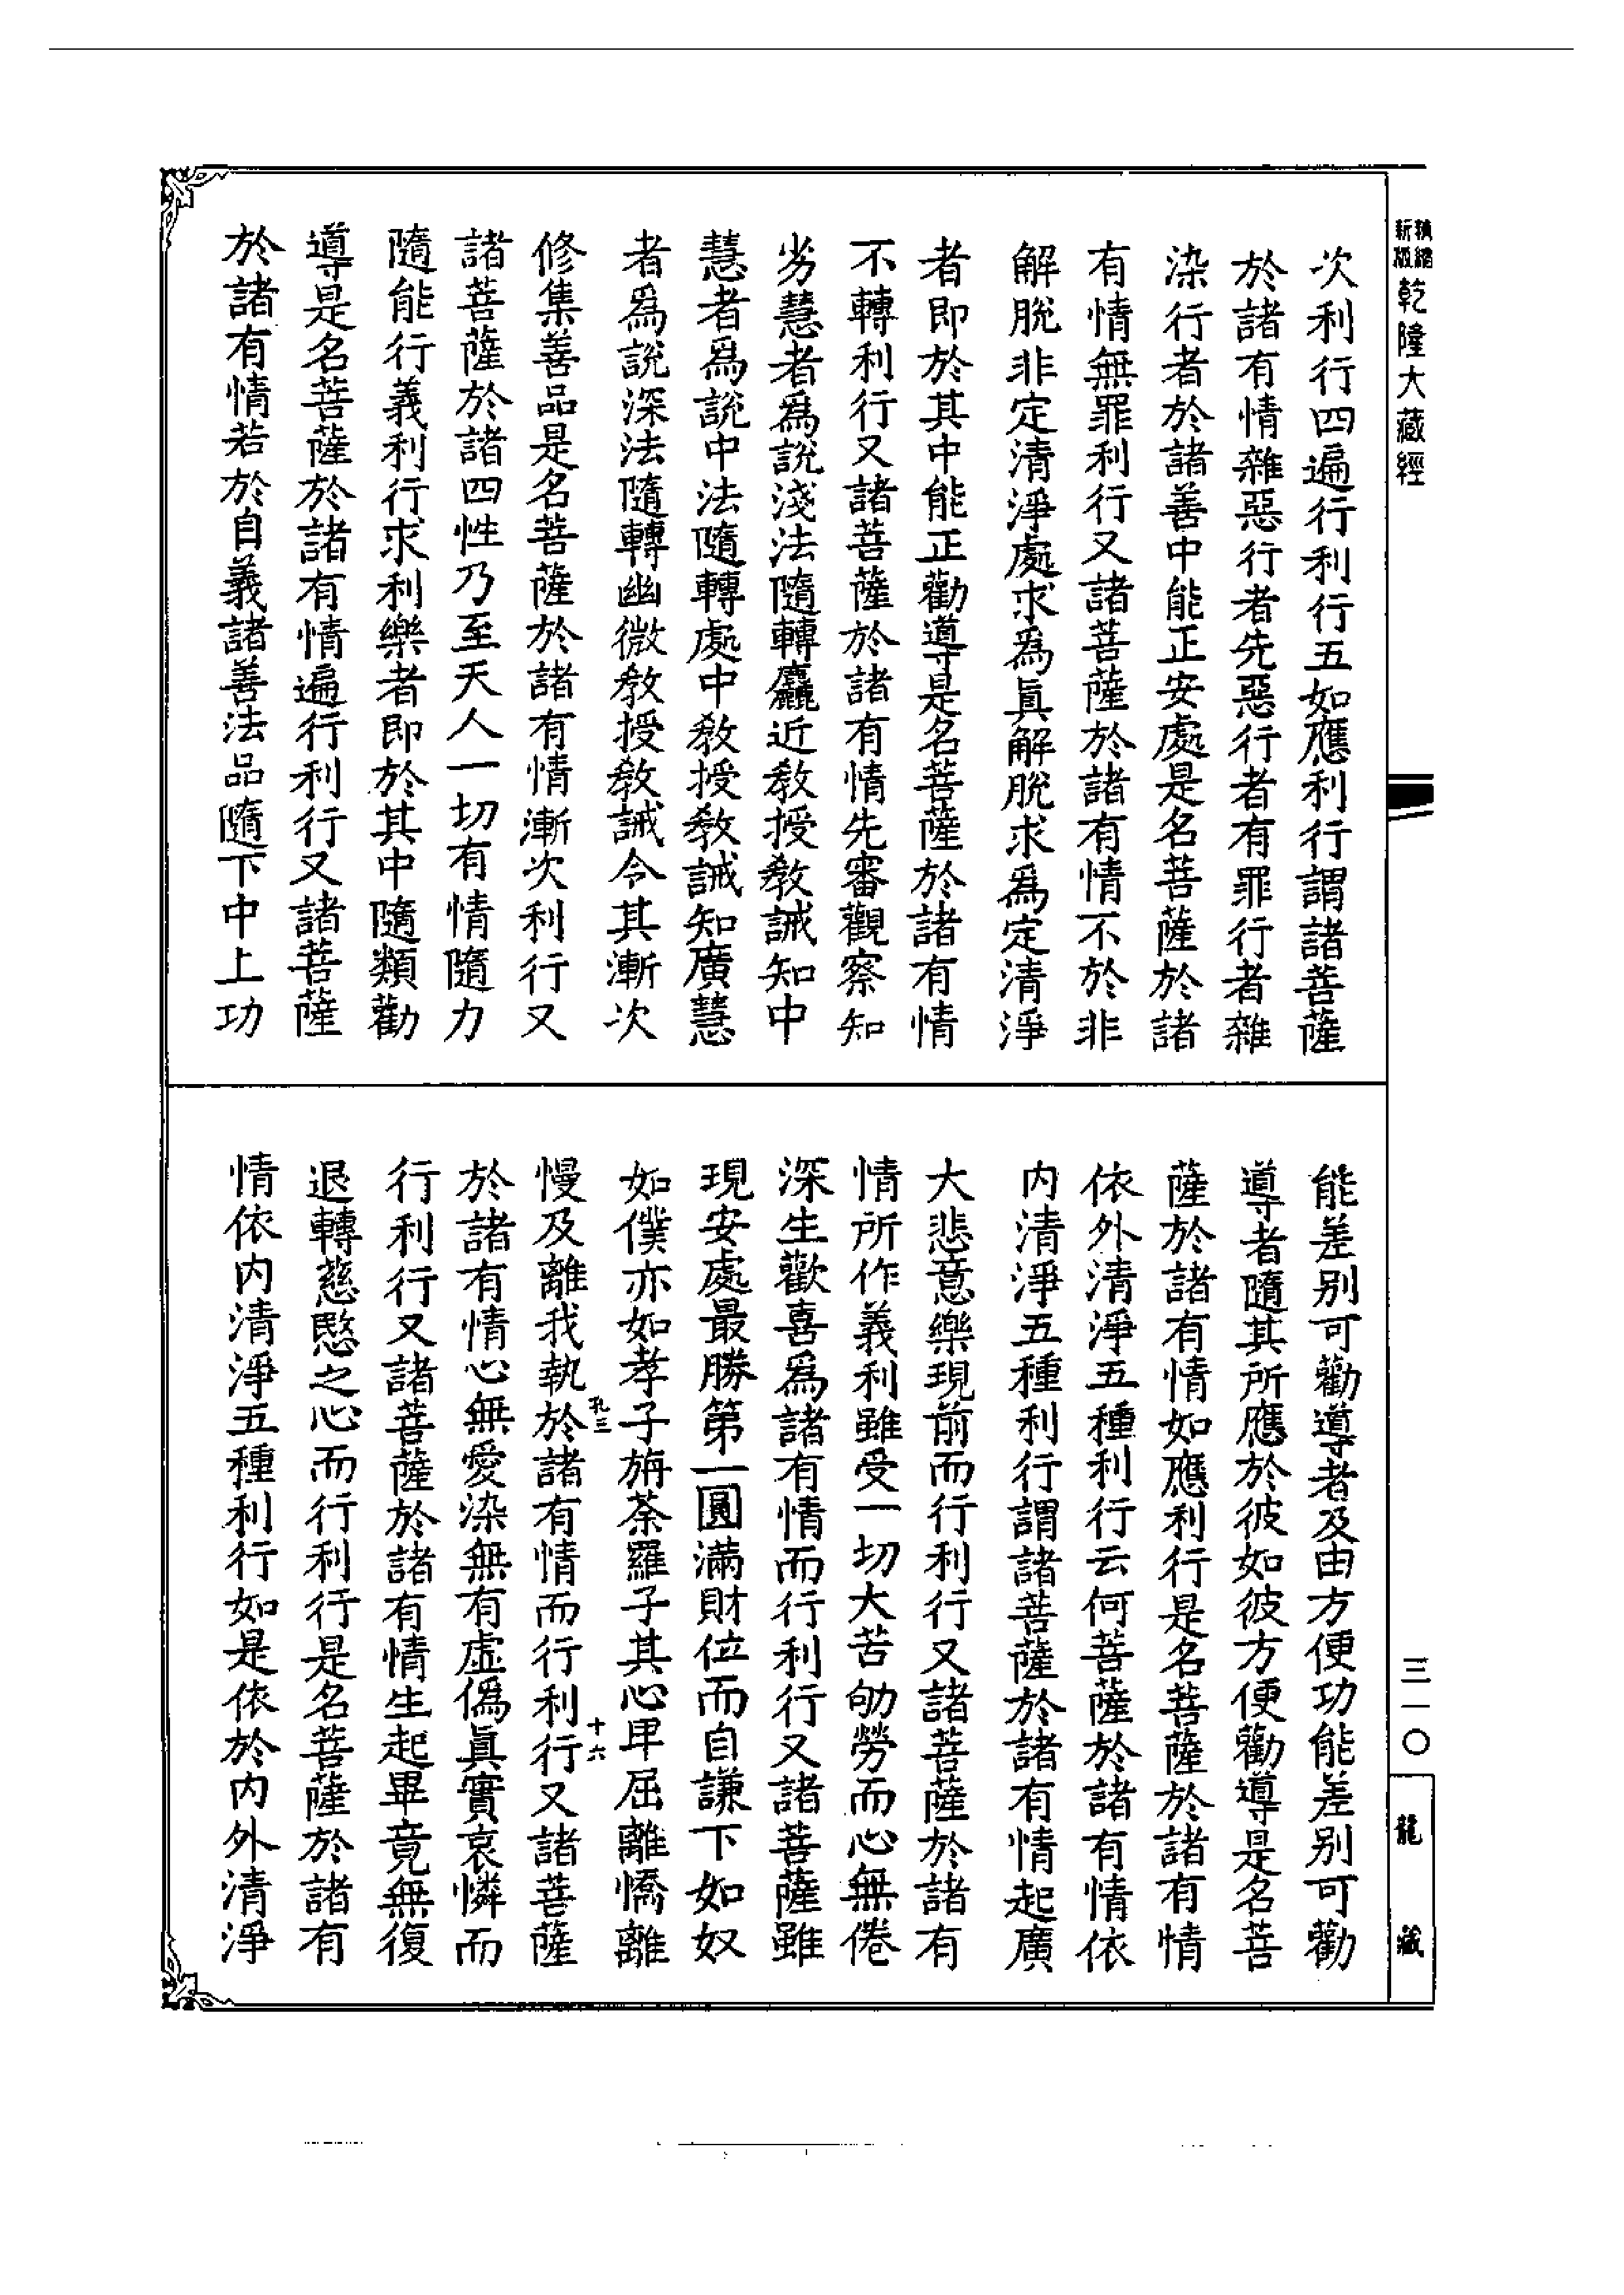 精縮新版乾隆大藏經
次利行四遍行利行五如應利行謂諸菩薩
於諸有情雜惡行者先惡行者有罪行者雜
染行者於諸善中能正安處是名菩薩於諸
有情無罪利行又諸菩薩於諸有情不於非
解脫非定清淨處求爲眞解脫求爲定清淨
者即於其中能正勸導是名菩薩於諸有情
不轉利行又諸菩薩於諸有情先審觀察知
劣慧者爲說淺法隨轉麤近教授教誡知中
慧者爲說中法隨轉處中教授教誡知廣慧
者爲說深法隨轉幽微教授教誡令其漸次
修集善品是名菩薩於諸有情漸次利行又
諸菩薩於諸四性乃至天人一切有情隨力
隨能行義利行求利樂者即於其中隨類勸
導是名菩薩於諸有情遍行利行又諸菩薩
於諸有情若於自義諸善法品隨下中上功
能差別可勸導者及由方便功能差別可勸
導者隨其所應於彼如彼方便勸導是名菩
薩於諸有情如應利行是名菩薩於諸有情
依外清淨五種利行云何菩薩於諸有情依
内清淨五種利行謂諸菩薩於諸有情起廣
大悲意樂現前而行利行又諸菩薩於諸有
情所作義利雖受一切大苦劬勞而心無倦
深生歡喜爲諸有情而行利行又諸菩薩雖
現安處最勝第一圓滿財位而自謙下如奴
如僕亦如孝子旃荼羅子其心卑屈離憍離
慢及離我執於諸有情而行利行又諸菩薩
於諸有情心無愛染無有虛僞眞實哀憐而
行利行又諸菩薩於諸有情生起畢竟無復
退轉慈愍之心而行利行是名菩薩於諸有
情依内清淨五種利行如是依於内外清淨
孔三
十六
三一〇
龍藏